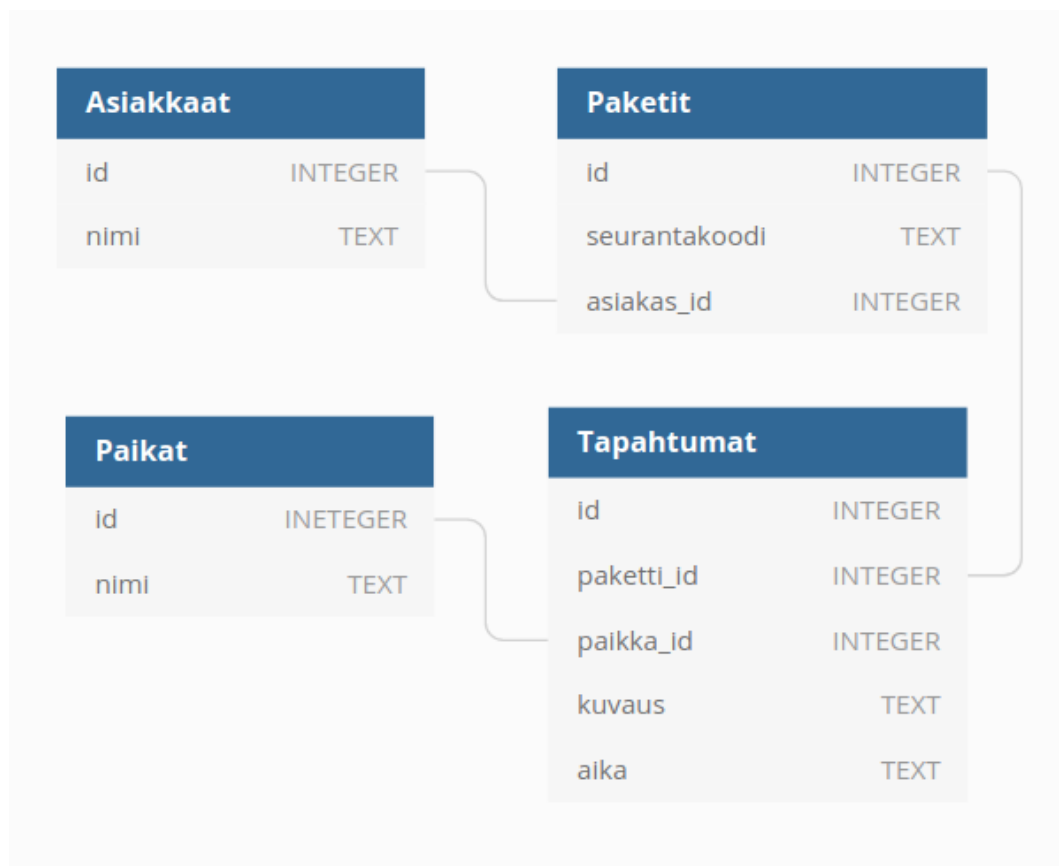 Asiakkaat
id INTEGER
nimi TEXT
Paketit
id INTEGER
seurantakoodi TEXT
asiakas_id INTEGER
Paikat
id INETEGER
nimi TEXT
Tapahtumat
id INTEGER
paketti_id INTEGER
paikka_id INTEGER
kuvaus TEXT
aika TEXT